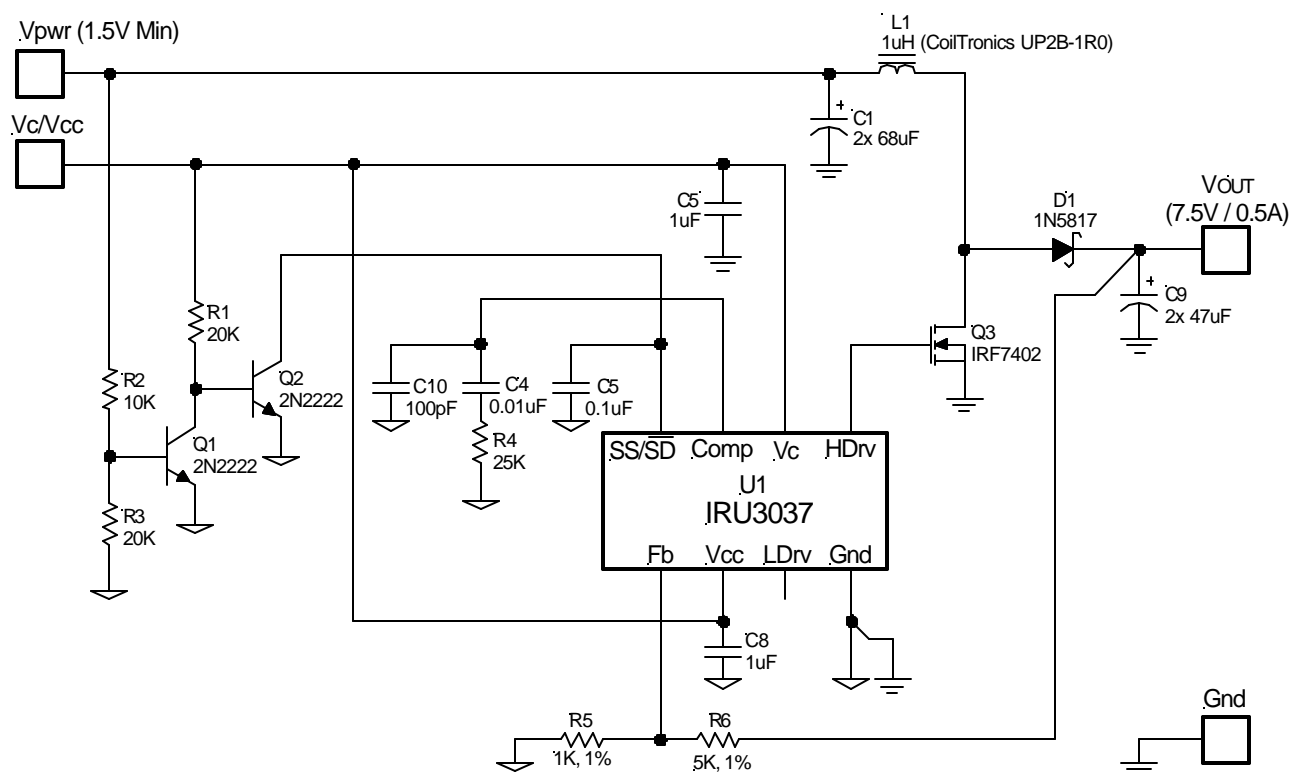 L1
1uH (CoilTronics UP2B-1R0)
Vpwr (1.5V Min)
+
C1
2x 68uF
Vc/Vcc
C5
1uF
D1
1N5817
VOUT
(7.5V / 0.5A)
+
C9
2x 47uF
R1
20K
Q3
IRF7402
R2
10K
Q2
2N2222
C10
100pF
C4
0.01uF
C5
0.1uF
Q1
2N2222
R4
25K
SS/SD
Comp
Vc
HDrv
U1
IRU3037
R3
20K
Fb
Vcc
LDrv
Gnd
C8
1uF
Gnd
R5
1K, 1%
R6
5K, 1%